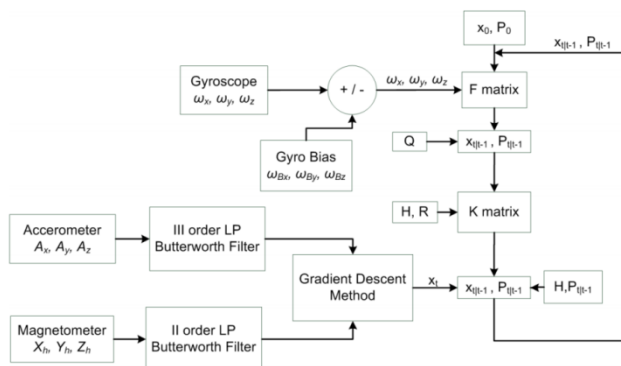 x0, P0
xt|t-1 , Pt|t-1
Gyroscope
ωx, ωy, ωz
+ / -
ωx, ωy, ωz
F matrix
Gyro Bias
ωBx, ωBy, ωBz
Q
xt|t-1 , Pt|t-1
H, R
K matrix
Accerometer
Ax, Ay, Az
III order LP
Butterworth Filter
Gradient Descent
Method
xt
xt|t-1 , Pt|t-1
H,Pt|t-1
Magnetometer
Xh, Yh, Zh
II order LP
Butterworth Filter